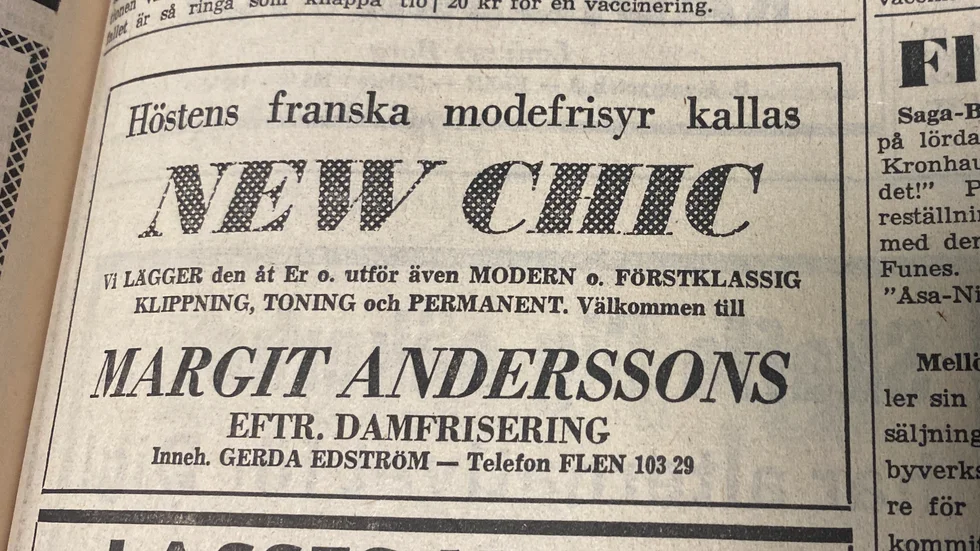 är så ringa som knappa tio
20 kr för en vaccinering.
Höstens franska modefrisyr kallas
NEW CHIC
Vi LÄGGER den åt Er o. utför även MODERN o. FÖRSTKLASSIG
KLIPPNING, TONING och PERMANENT. Välkommen till
MARGIT ANDERSSONS
EFTR. DAMFRISERING
Inneh. GERDA EDSTRÖM — Telefon FLEN 103 29
Saga-B
på lörda
Kronhau
det!" P
reställnin
med den
Funes.
"Åsa-Ni
Mellö
ler sin
säljning
byverks
re för
kommi